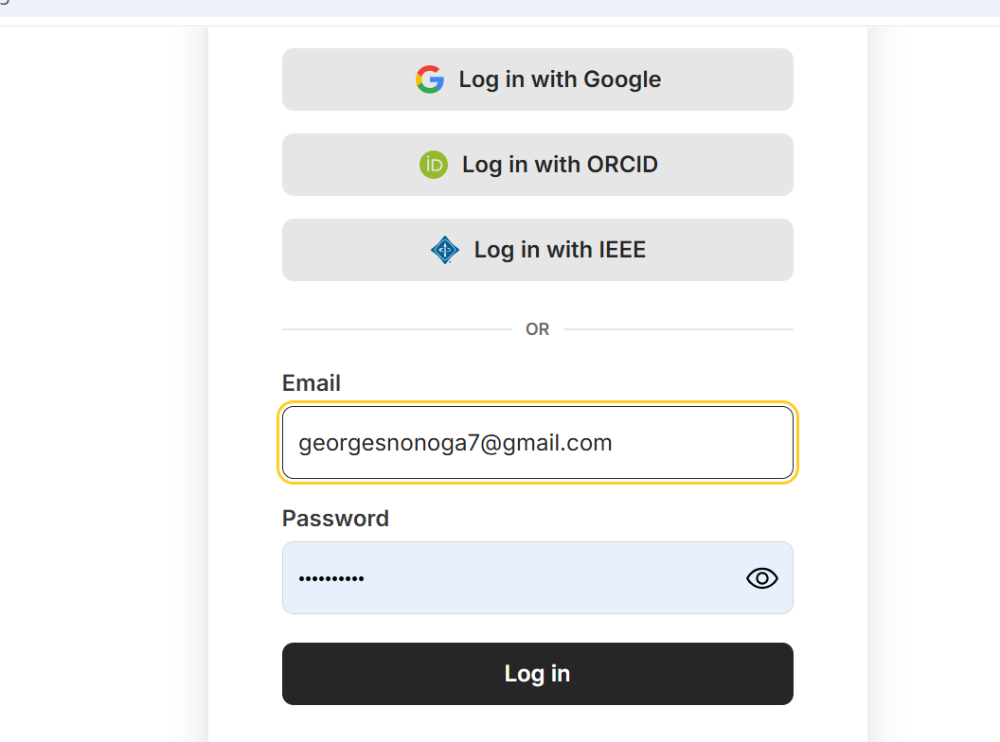 Log in with Google
iD Log in with ORCID
Log in with IEEE
OR
Email
georgesnonoga7@gmail.com
Password
••••••••••
Log in